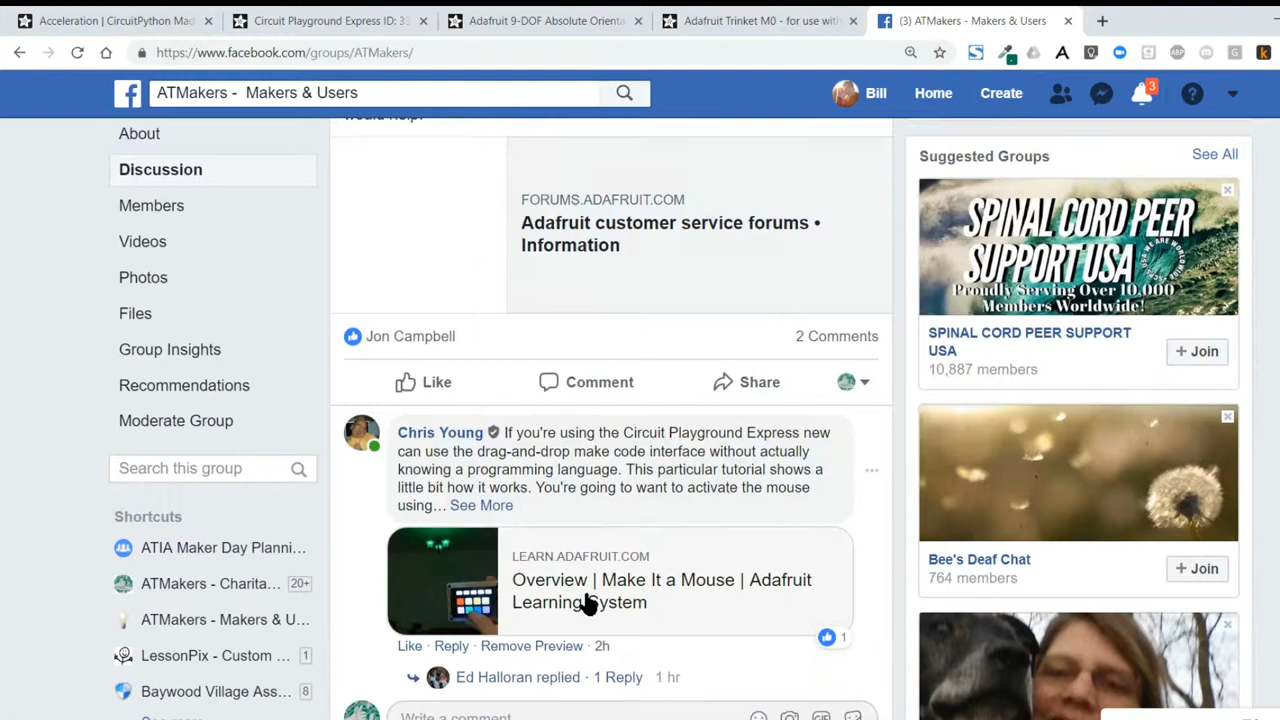 Acceleration | CircuitPython Mad
Circuit Playground Express ID: 33
Adafruit 9-DOF Absolute Orienta
Adafruit Trinket M0 - for use with
(3) ATMakers - Makers & Users
https://www.facebook.com/groups/ATMakers/
ATMakers - Makers & Users
Bill
Home
Create
3
About
Discussion
Members
Videos
Photos
Files
Group Insights
Recommendations
Moderate Group
Search this group
Shortcuts
ATIA Maker Day Planni...
ATMakers - Charita... 20+
ATMakers - Makers & U...
LessonPix - Custom ... 1
Baywood Village Ass... 8
would help!
FORUMS.ADAFRUIT.COM
Adafruit customer service forums •
Information
Jon Campbell
2 Comments
Like
Comment
Share
Chris Young If you're using the Circuit Playground Express new
can use the drag-and-drop make code interface without actually
knowing a programming language. This particular tutorial shows a
little bit how it works. You're going to want to activate the mouse
using... See More
LEARN.ADAFRUIT.COM
Overview | Make It a Mouse | Adafruit
Learning System
1
Like · Reply · Remove Preview · 2h
Ed Halloran replied · 1 Reply 1 hr
Write a comment...
Suggested Groups
See All
SPINAL CORD PEER
SUPPORT USA
Proudly Serving Over 10,000
Members Worldwide!
SPINAL CORD PEER SUPPORT
USA
10,887 members
+ Join
Bee's Deaf Chat
764 members
+ Join